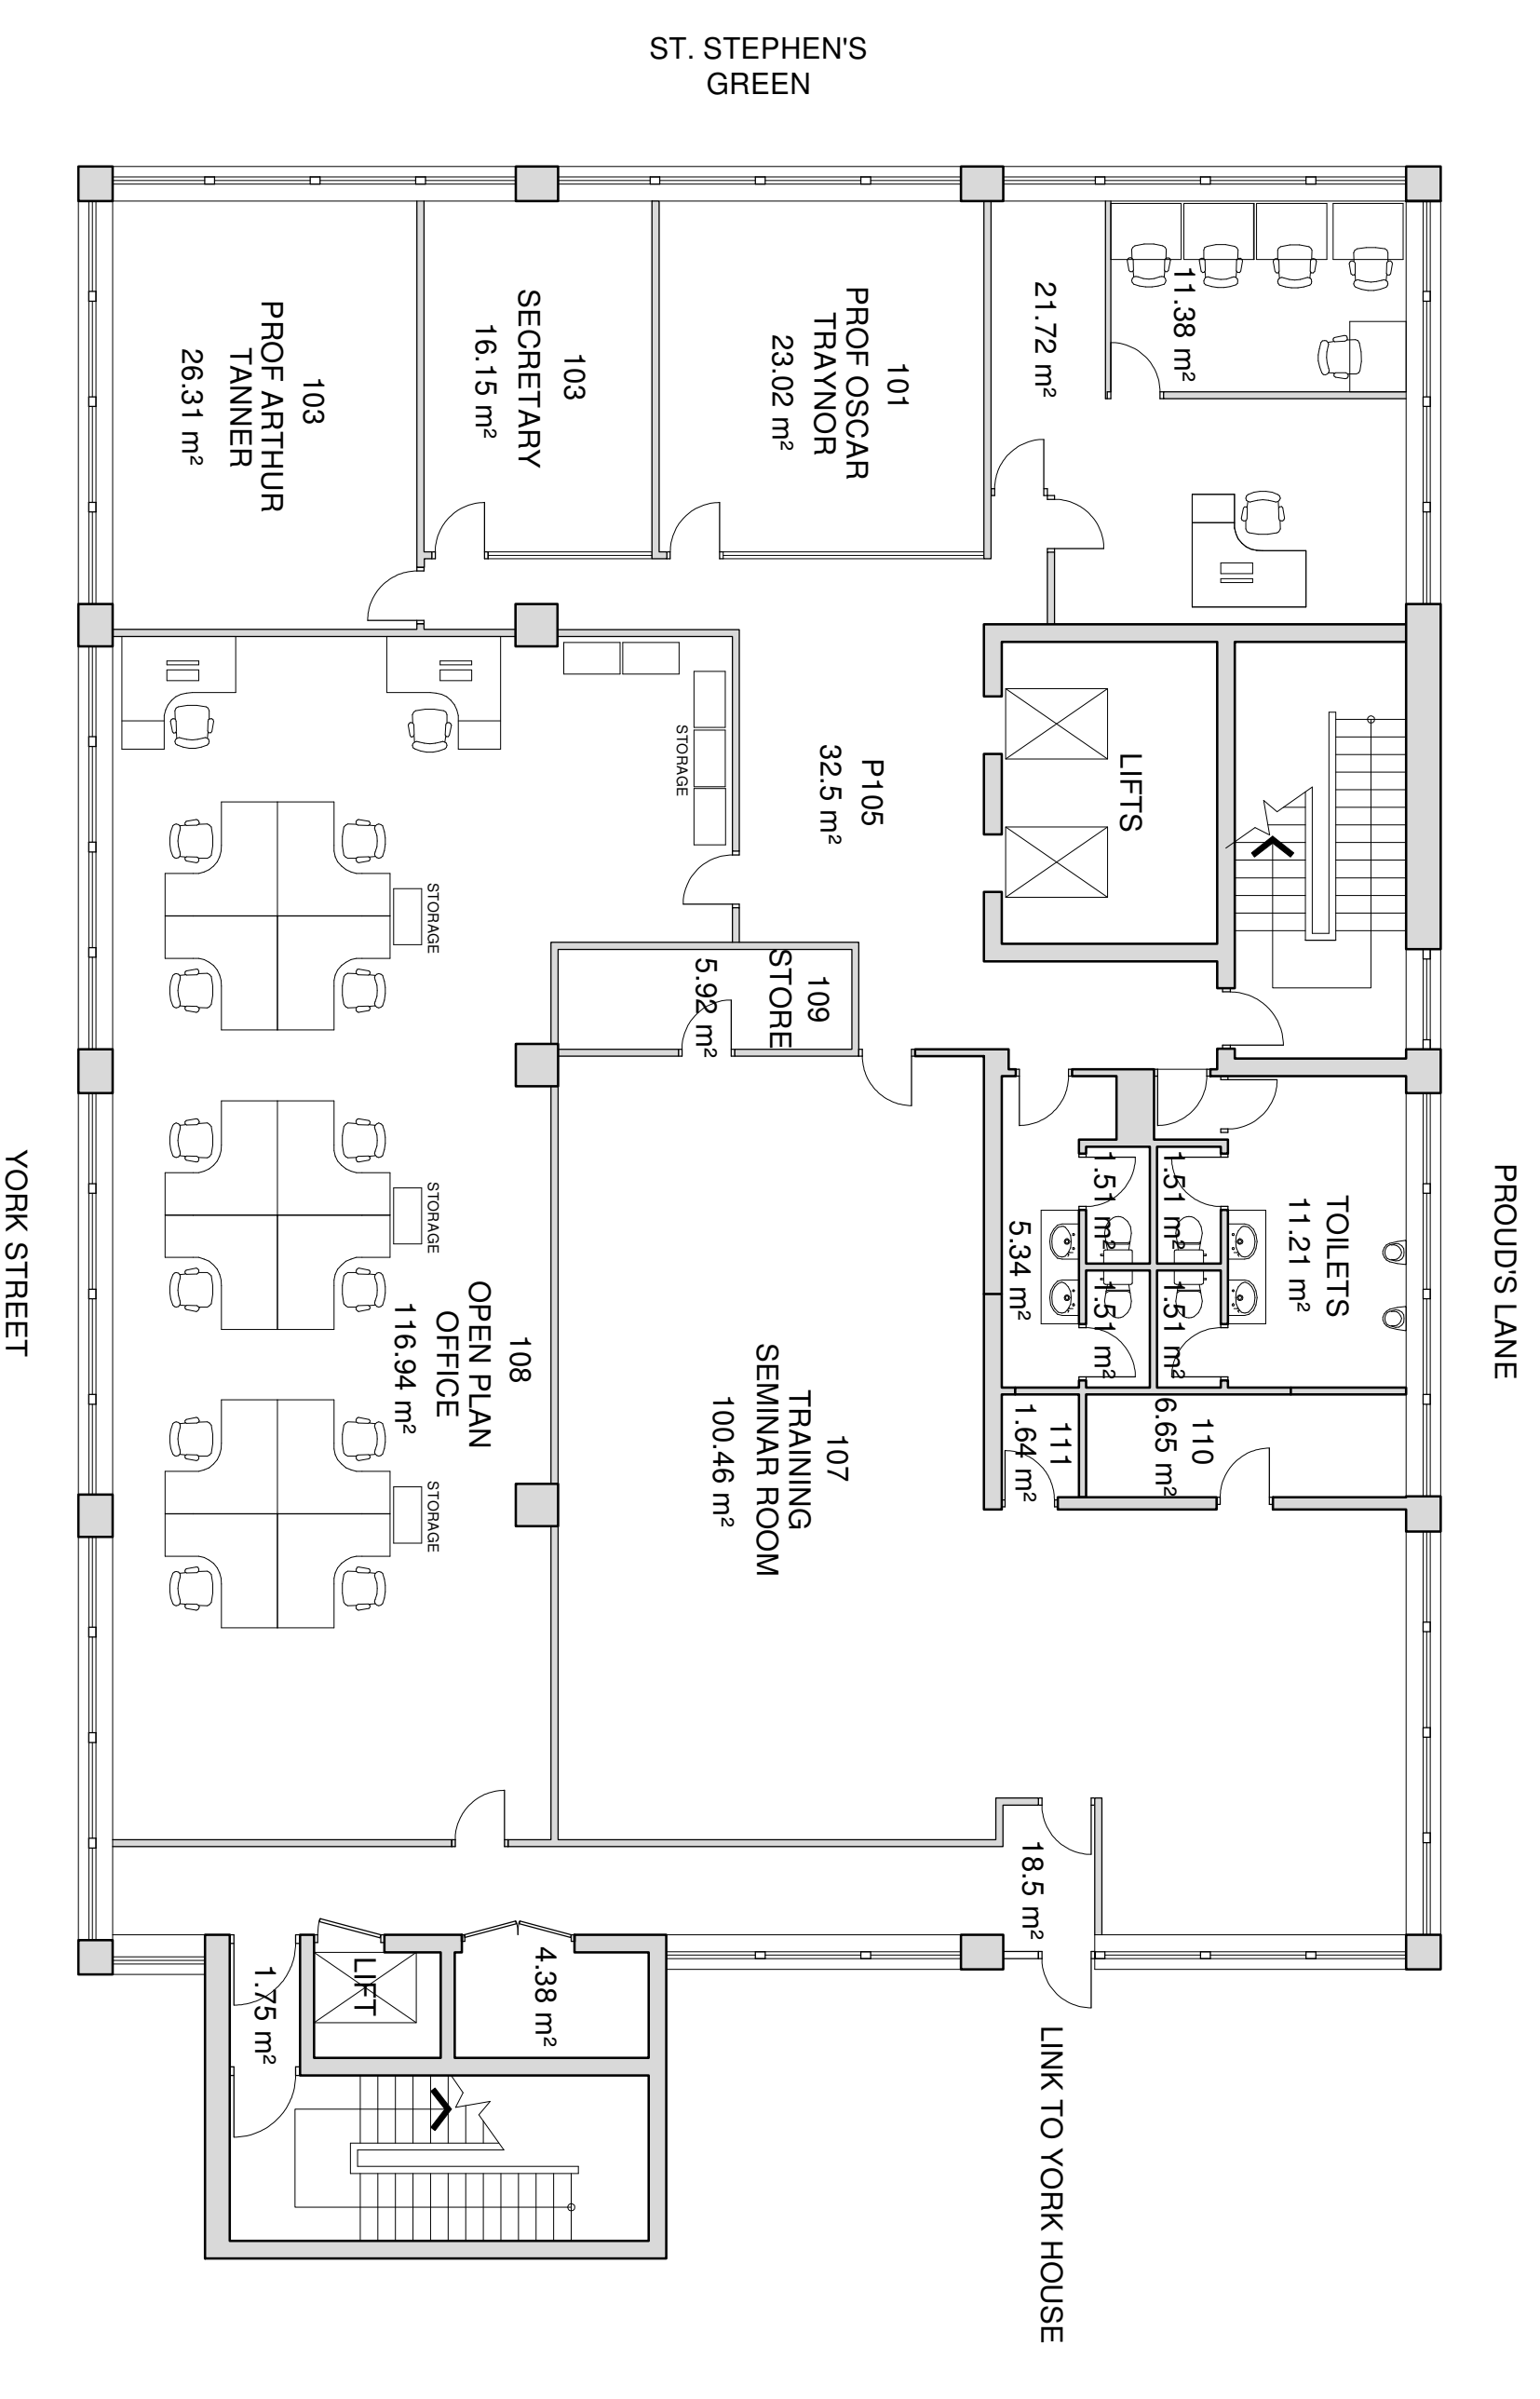 ST. STEPHEN'S
GREEN
PROUD'S LANE
YORK STREET
LINK TO YORK HOUSE
11.38 m²
21.72 m²
101
PROF OSCAR
TRAYNOR
23.02 m²
103
SECRETARY
16.15 m²
103
PROF ARTHUR
TANNER
26.31 m²
LIFTS
P105
32.5 m²
STORAGE
STORAGE
STORAGE
STORAGE
109
STORE
5.92 m²
TOILETS
11.21 m²
1.51 m²
1.51 m²
1.51 m²
1.51 m²
5.34 m²
110
6.65 m²
111
1.64 m²
107
TRAINING
SEMINAR ROOM
100.46 m²
108
OPEN PLAN
OFFICE
116.94 m²
18.5 m²
4.38 m²
LIFT
1.75 m²